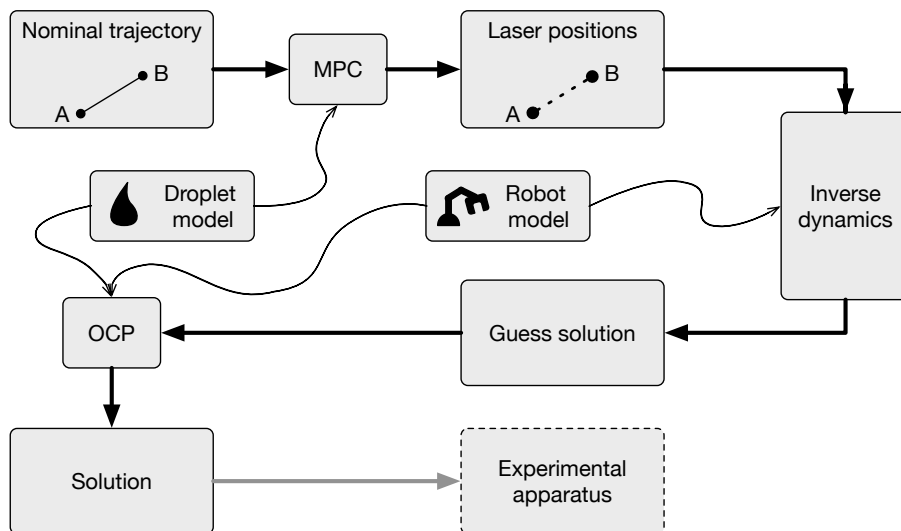 Nominal trajectory
A
B
MPC
Laser positions
A
B
Droplet
model
Robot
model
Inverse
dynamics
OCP
Guess solution
Solution
Experimental
apparatus